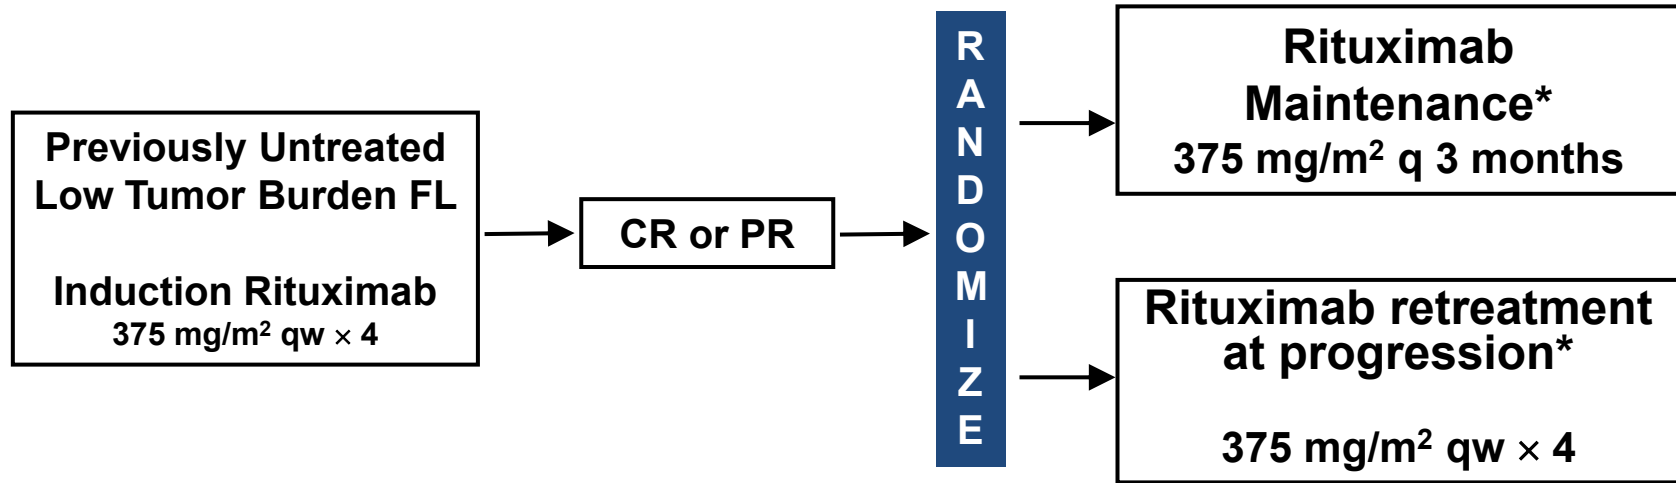 Previously Untreated
Low Tumor Burden FL
Induction Rituximab
375 mg/m² qw × 4
CR or PR
RANDOMIZE
Rituximab
Maintenance*
375 mg/m² q 3 months
Rituximab retreatment
at progression*
375 mg/m² qw × 4